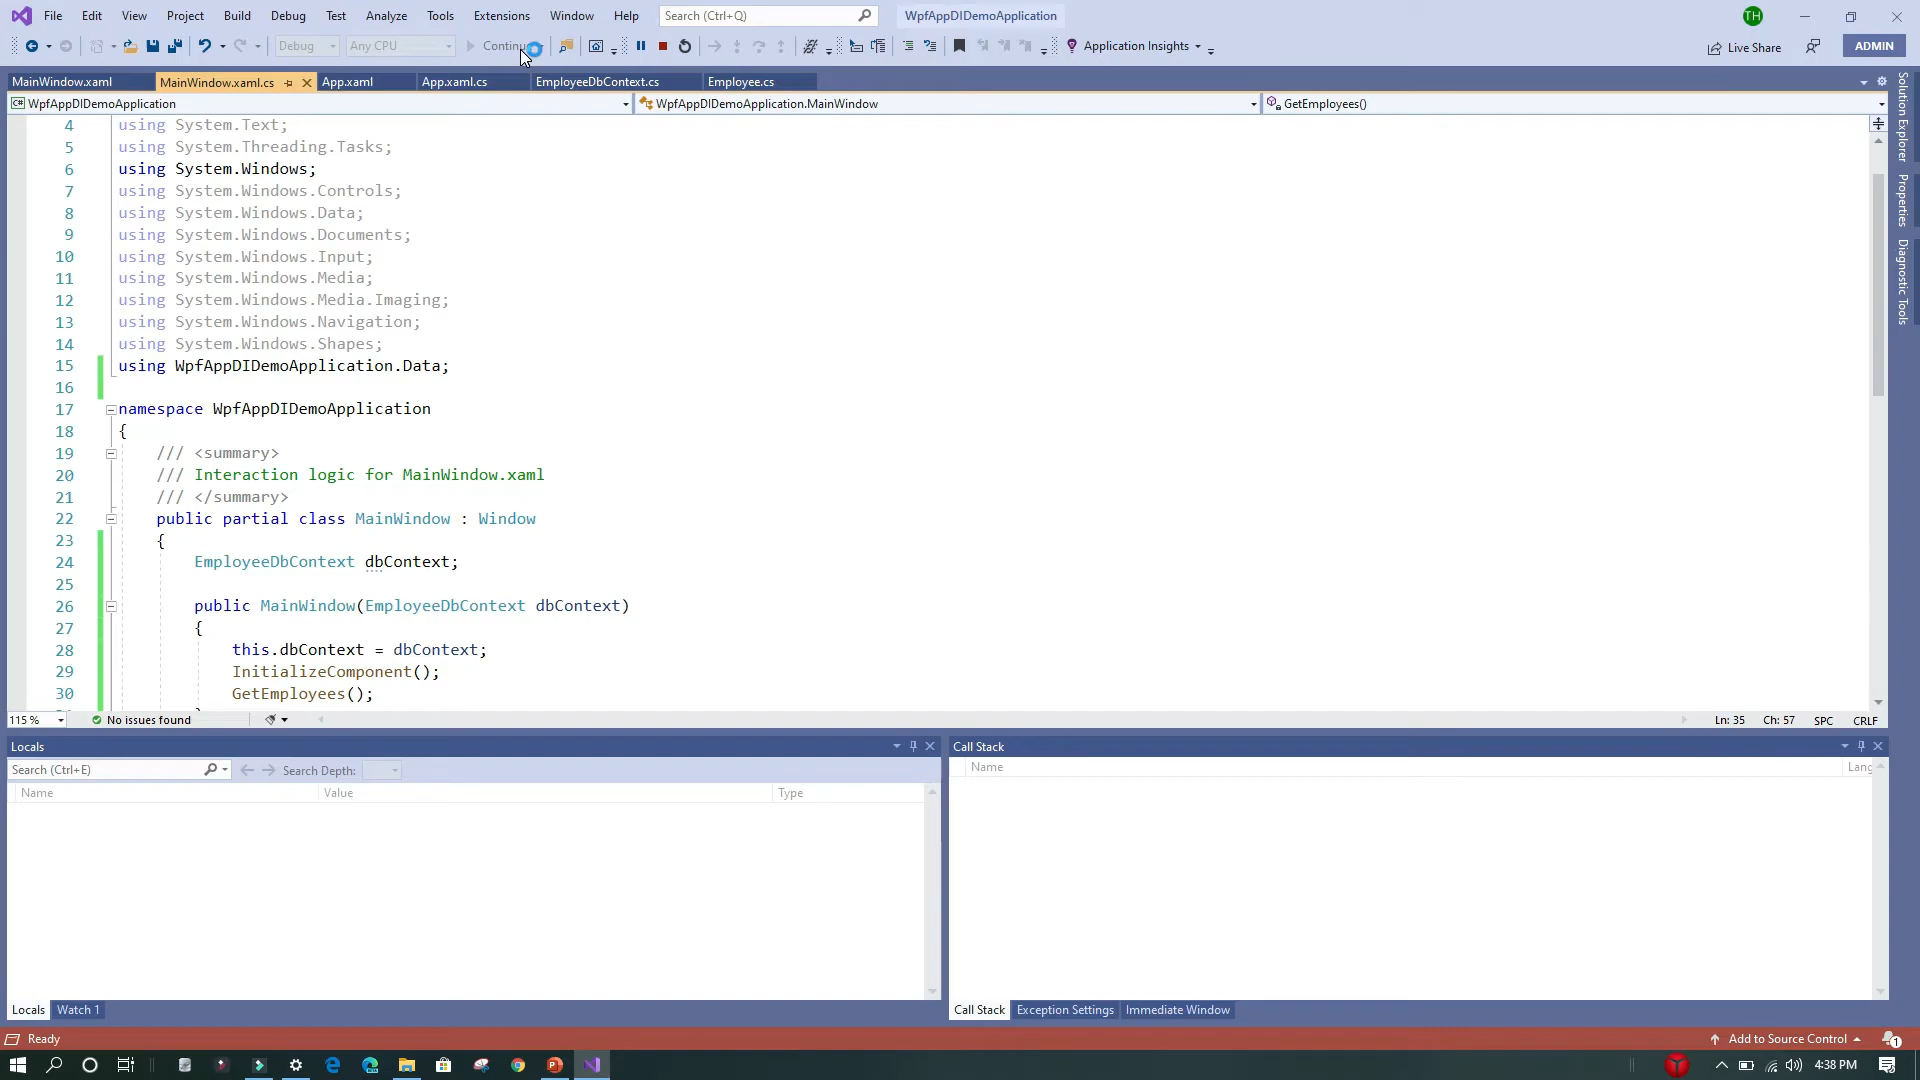 File Edit View Project Build Debug Test Analyze Tools Extensions Window Help Search (Ctrl+Q) WpfAppDIDemoApplication TH
Debug Any CPU Application Insights Live Share ADMIN
MainWindow.xaml MainWindow.xaml.cs App.xaml App.xaml.cs EmployeeDbContext.cs Employee.cs
C# WpfAppDIDemoApplication WpfAppDIDemoApplication.MainWindow GetEmployees()
Solution Explorer
Properties
Diagnostic Tools
4 using System.Text;
5 using System.Threading.Tasks;
6 using System.Windows;
7 using System.Windows.Controls;
8 using System.Windows.Data;
9 using System.Windows.Documents;
10 using System.Windows.Input;
11 using System.Windows.Media;
12 using System.Windows.Media.Imaging;
13 using System.Windows.Navigation;
14 using System.Windows.Shapes;
15 using WpfAppDIDemoApplication.Data;
16
17 namespace WpfAppDIDemoApplication
18 {
19 /// <summary>
20 /// Interaction logic for MainWindow.xaml
21 /// </summary>
22 public partial class MainWindow : Window
23 {
24 EmployeeDbContext dbContext;
25
26 public MainWindow(EmployeeDbContext dbContext)
27 {
28 this.dbContext = dbContext;
29 InitializeComponent();
30 GetEmployees();
115 % No issues found Ln: 35 Ch: 57 SPC CRLF
Locals
Search (Ctrl+E) Search Depth:
Name Value Type
Call Stack
Name Lang
Locals Watch 1
Call Stack Exception Settings Immediate Window
Ready Add to Source Control 1
4:38 PM